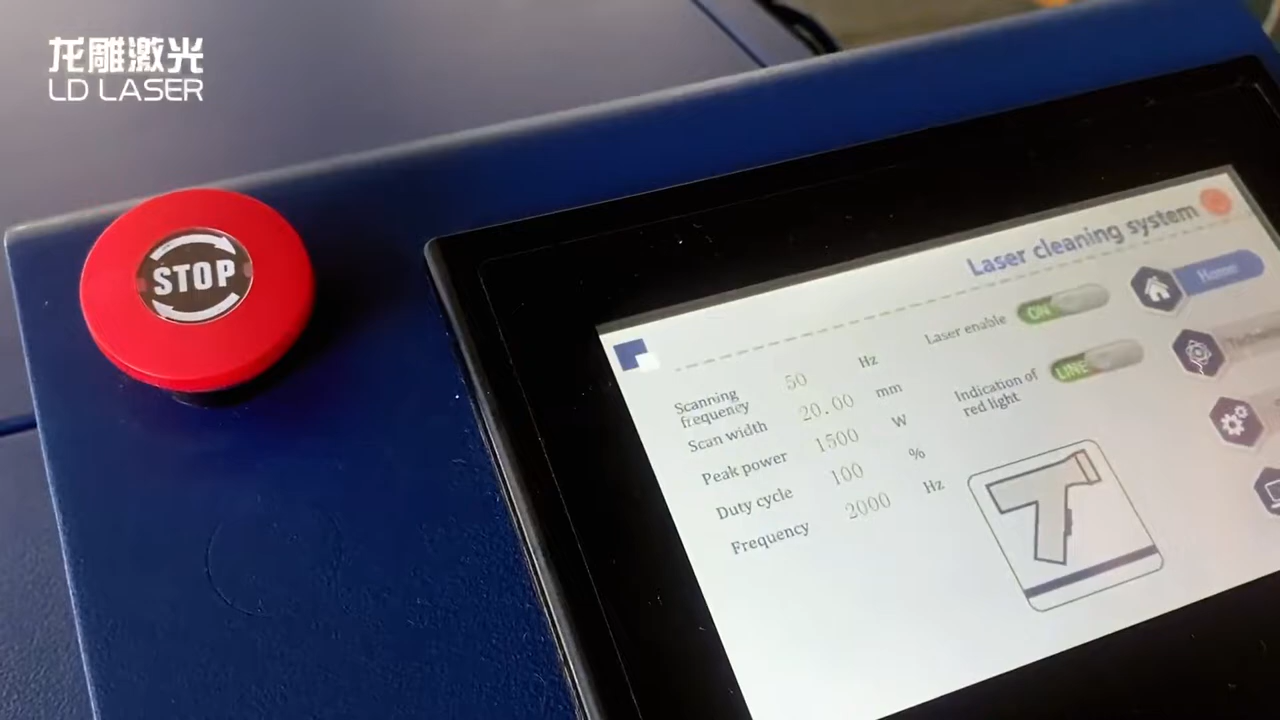 龙雕激光
LD LASER
STOP
Laser cleaning system
Scanning frequency 50 Hz
Scan width 20.00 mm
Peak power 1500 W
Duty cycle 100 %
Frequency 2000 Hz
Laser enable ON
Indication of red light LINE
Home